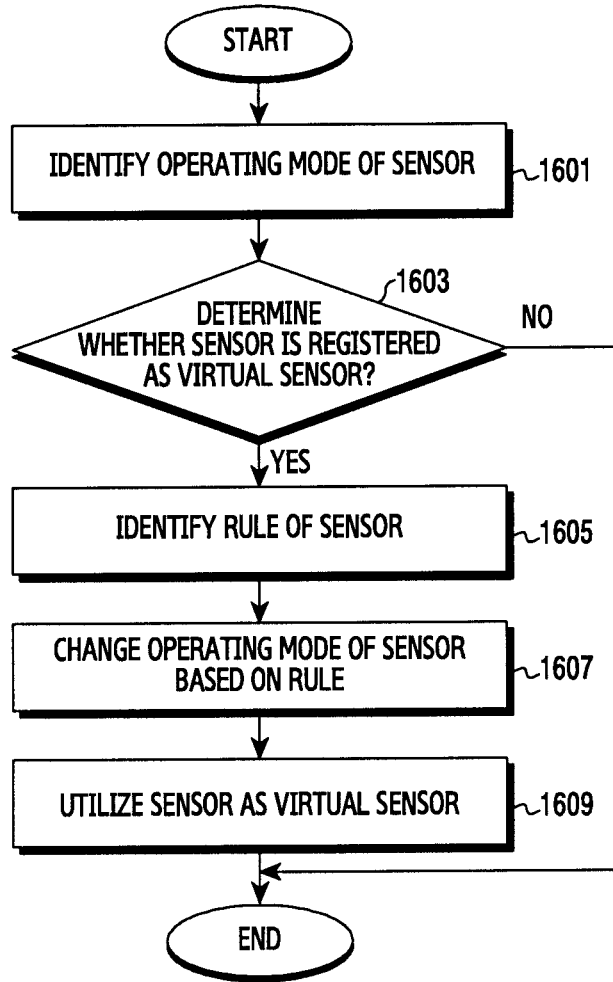 START
IDENTIFY OPERATING MODE OF SENSOR
1601
1603
DETERMINE
WHETHER SENSOR IS REGISTERED
AS VIRTUAL SENSOR?
NO
YES
IDENTIFY RULE OF SENSOR
1605
CHANGE OPERATING MODE OF SENSOR
BASED ON RULE
1607
UTILIZE SENSOR AS VIRTUAL SENSOR
1609
END